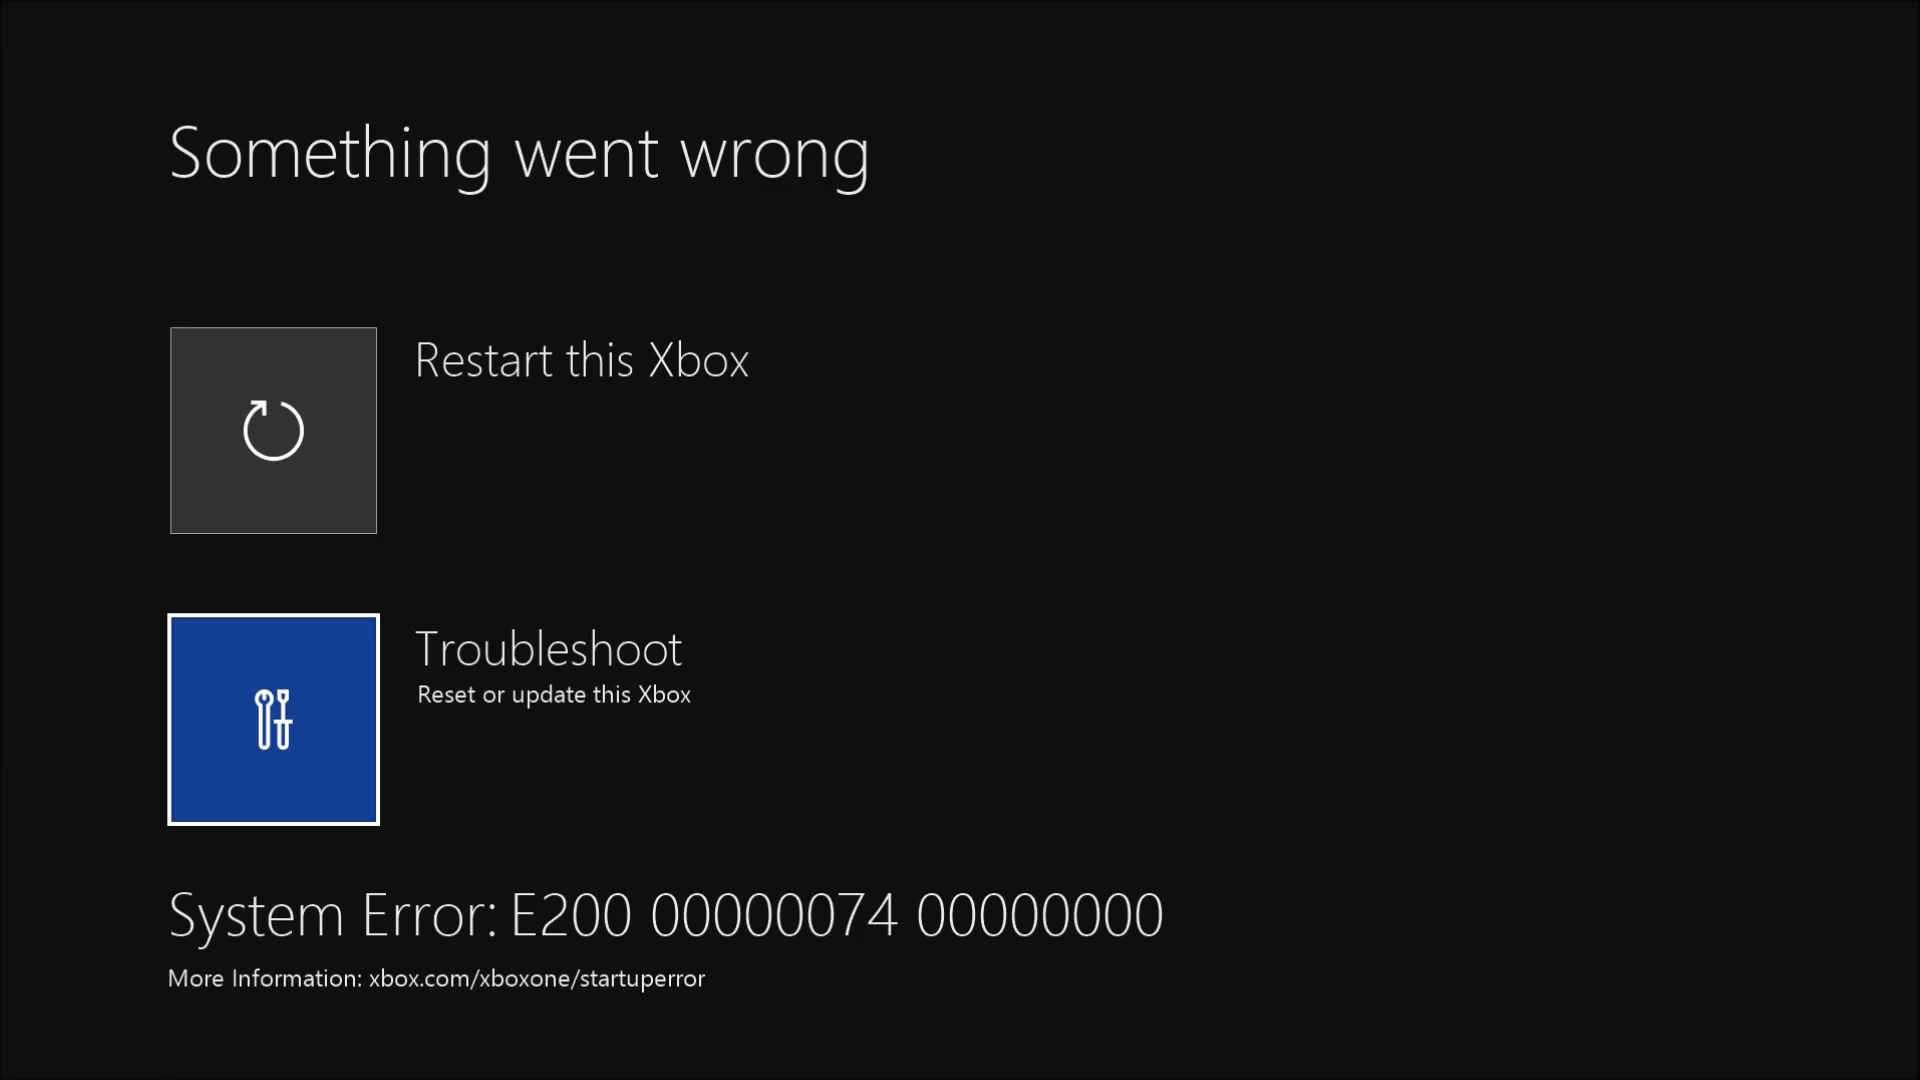 Something went wrong
Restart this Xbox
Troubleshoot
Reset or update this Xbox
System Error: E200 00000074 00000000
More Information: xbox.com/xboxone/startuperror